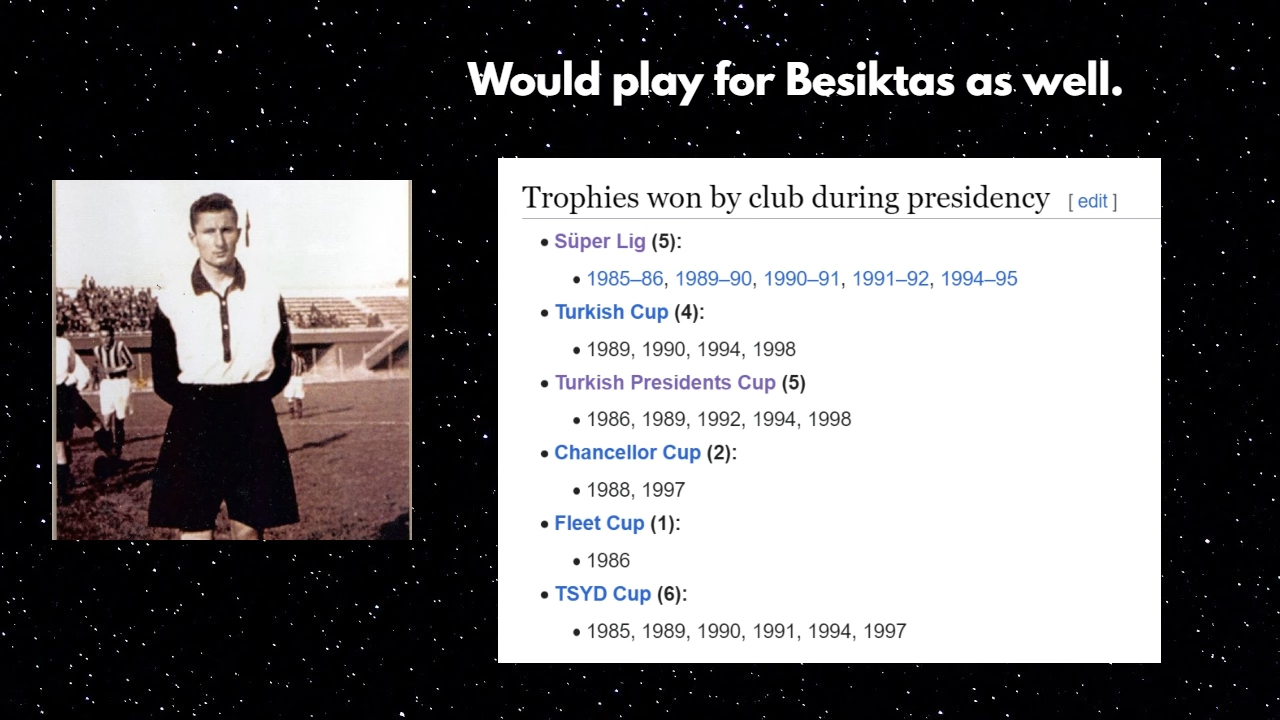 Would play for Besiktas as well.
Trophies won by club during presidency [ edit ]
• Süper Lig (5):
• 1985–86, 1989–90, 1990–91, 1991–92, 1994–95
• Turkish Cup (4):
• 1989, 1990, 1994, 1998
• Turkish Presidents Cup (5)
• 1986, 1989, 1992, 1994, 1998
• Chancellor Cup (2):
• 1988, 1997
• Fleet Cup (1):
• 1986
• TSYD Cup (6):
• 1985, 1989, 1990, 1991, 1994, 1997